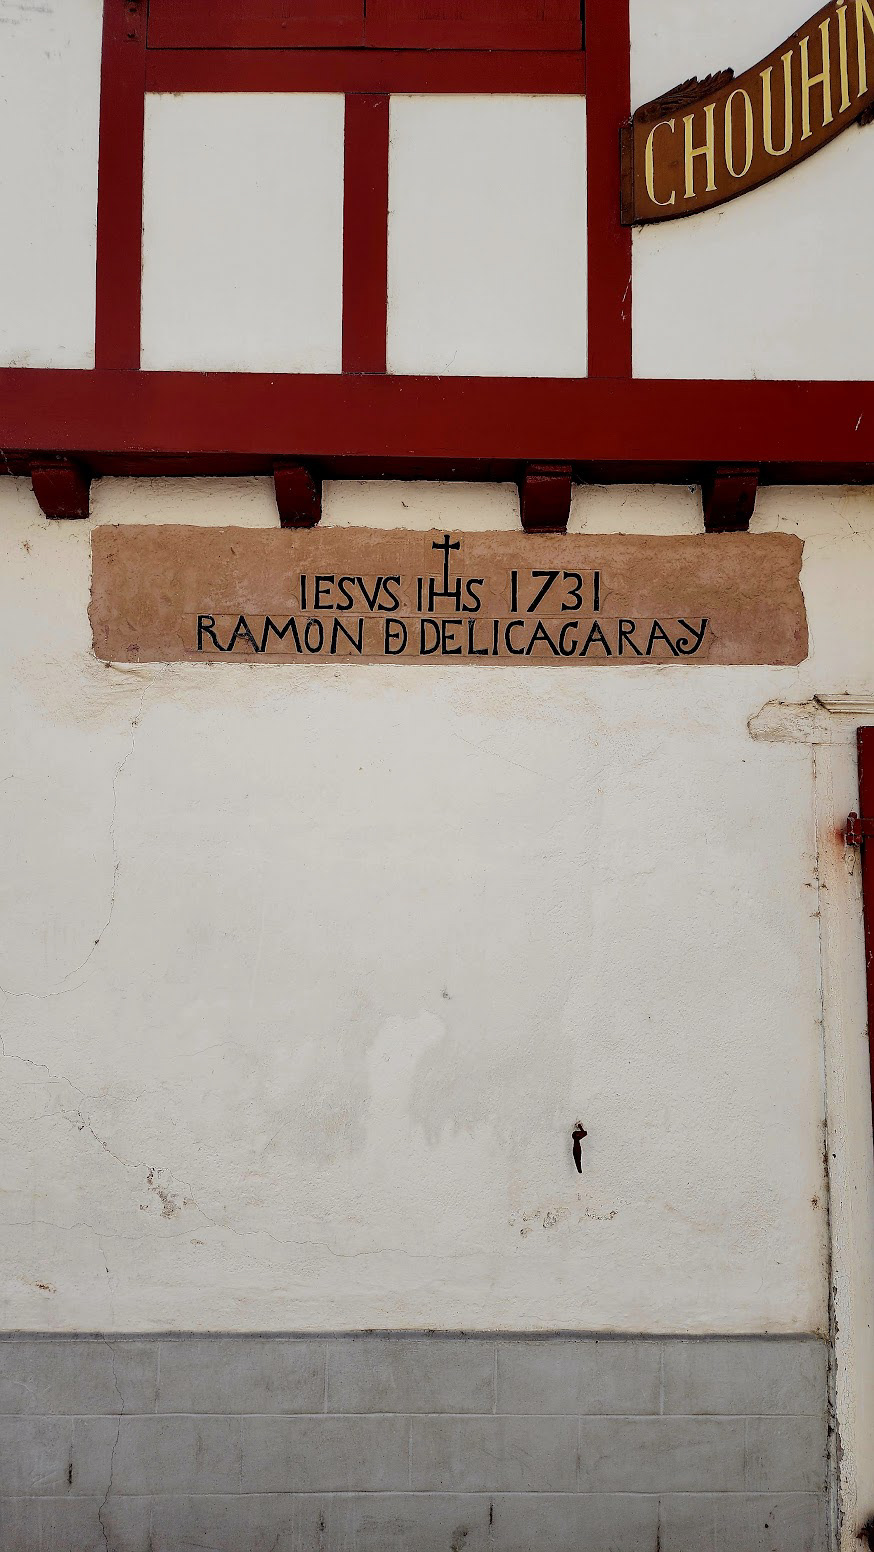 CHOUHIN
IESVS IHS 1731
RAMON Đ DELICAGARAY